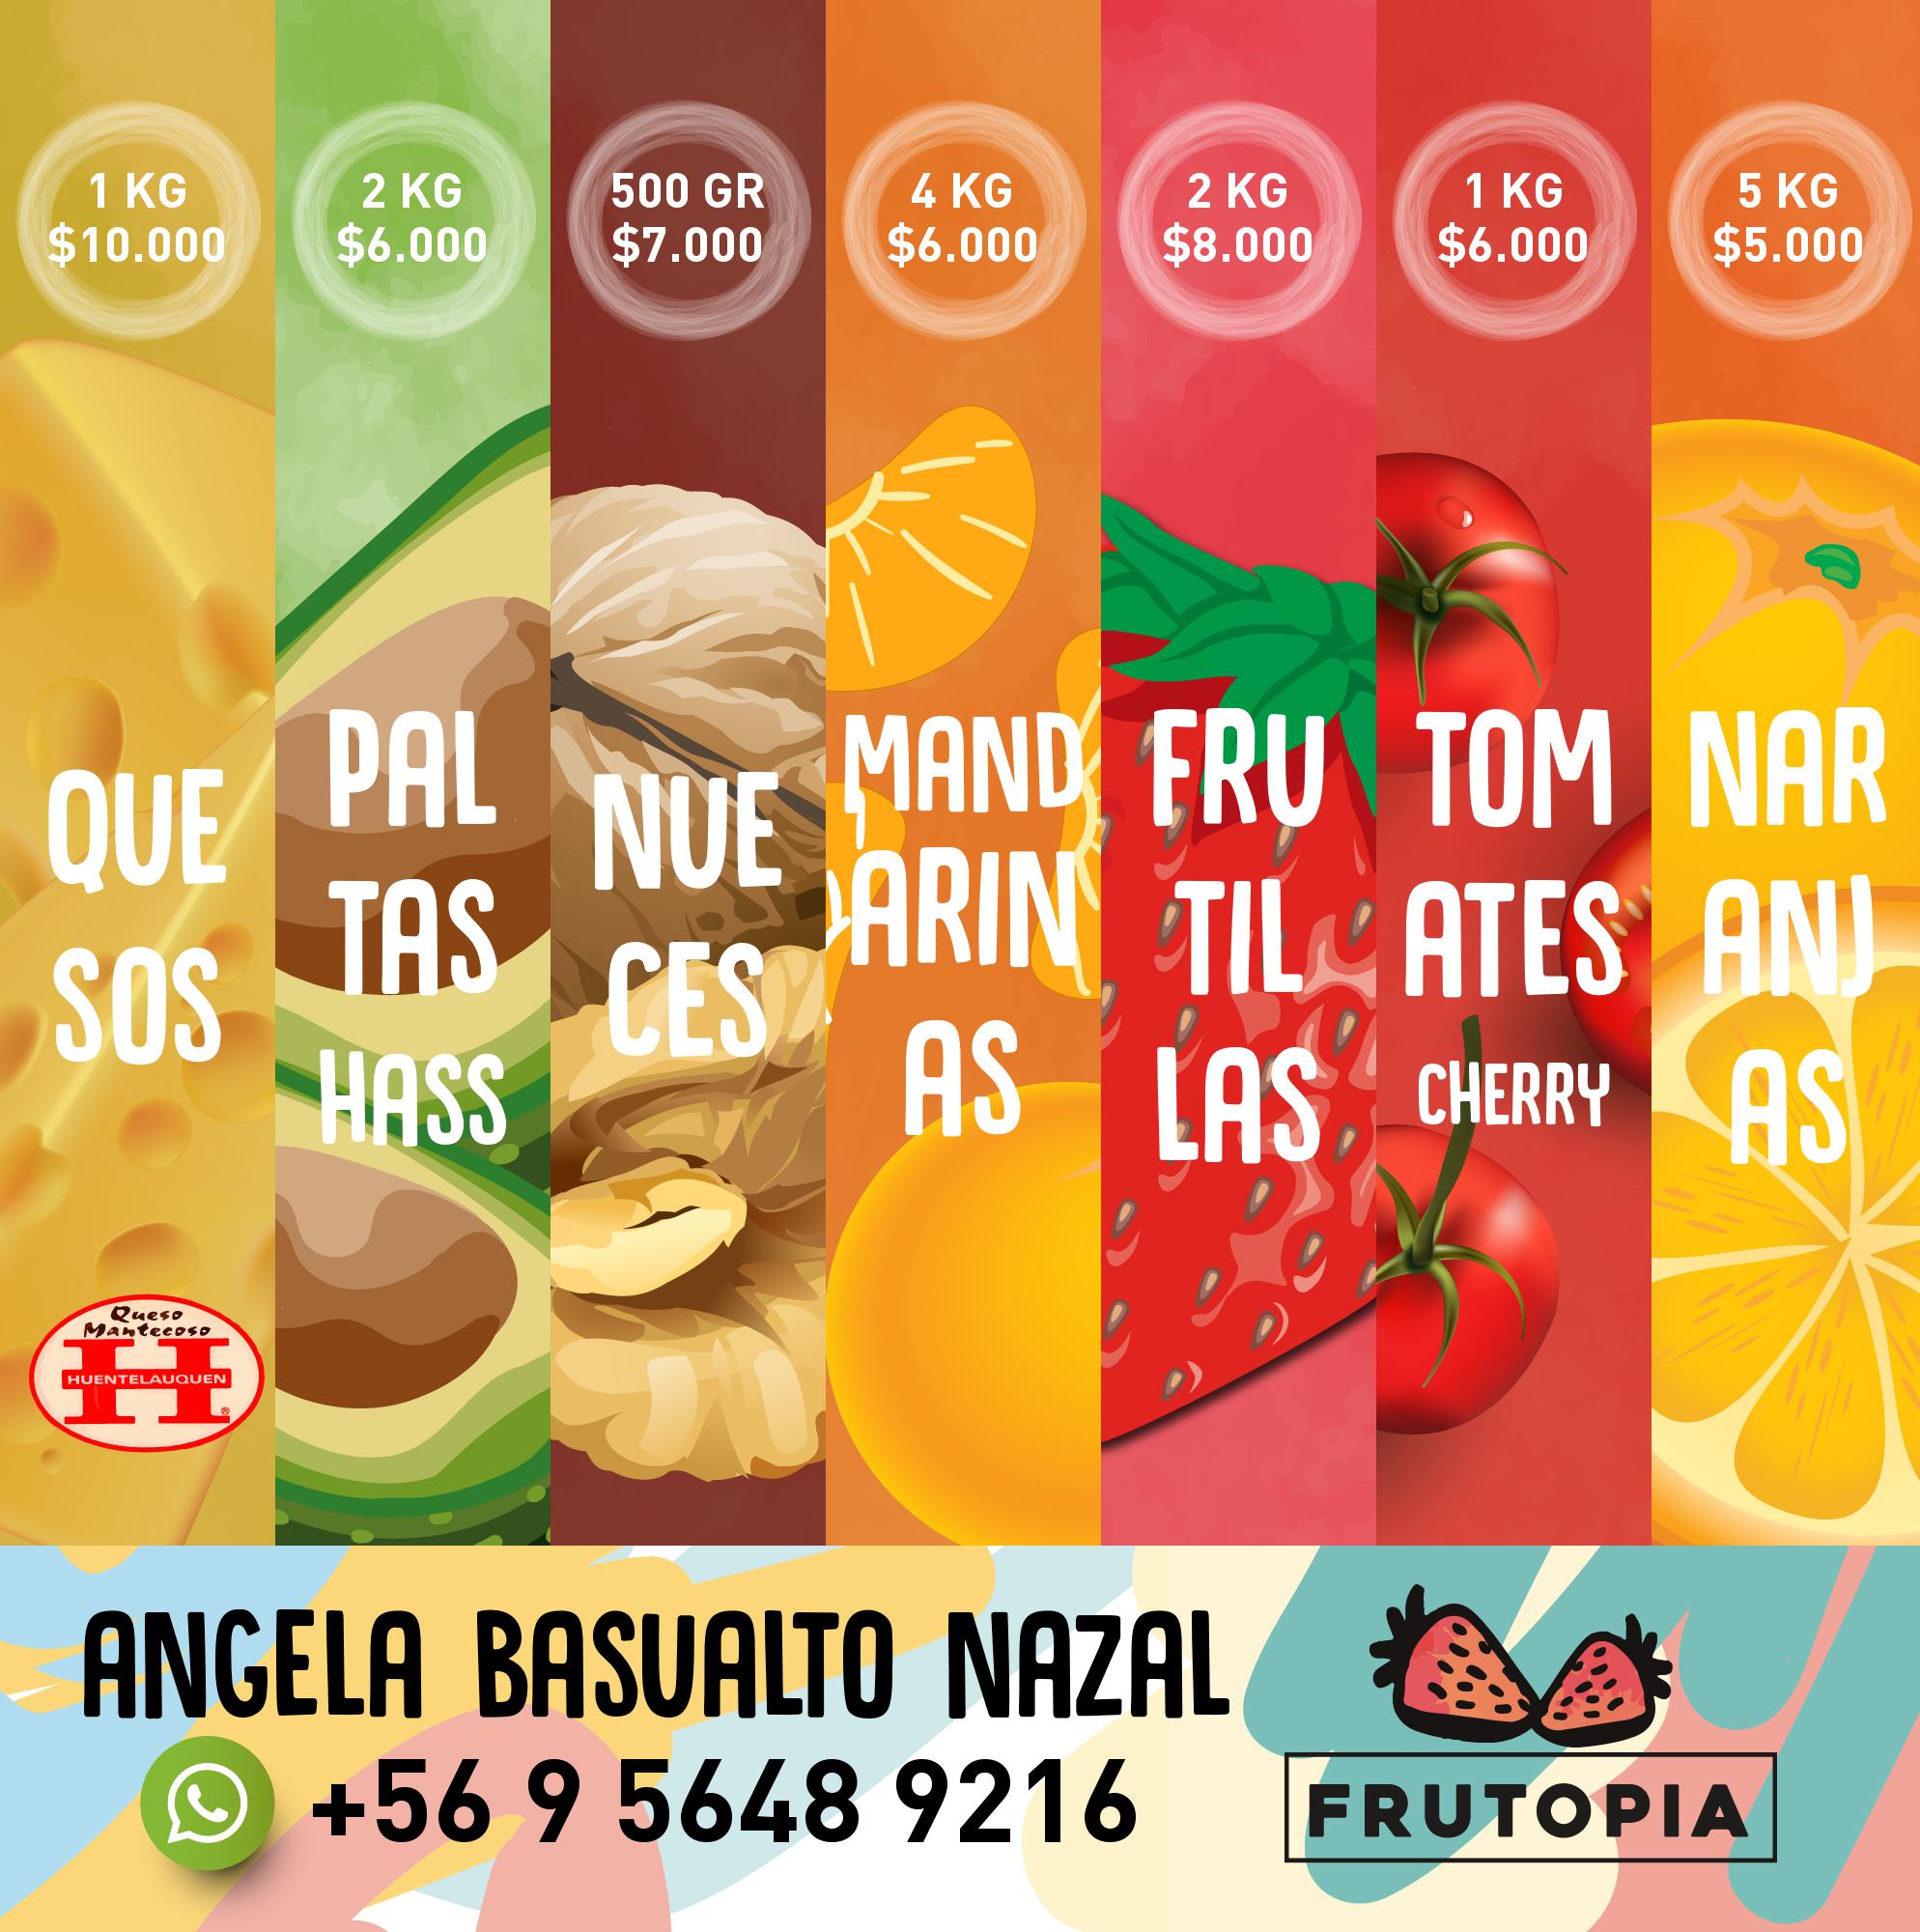 1 KG
$10.000
QUE
SOS
Queso
Mantecoso
H
HUENTELAUQUEN
®
2 KG
$6.000
PAL
TAS
HASS
500 GR
$7.000
NUE
CES
4 KG
$6.000
MAND
ARIN
AS
2 KG
$8.000
FRU
TIL
LAS
1 KG
$6.000
TOM
ATES
CHERRY
5 KG
$5.000
NAR
ANJ
AS
ANGELA BASUALTO NAZAL
+56 9 5648 9216
FRUTOPIA